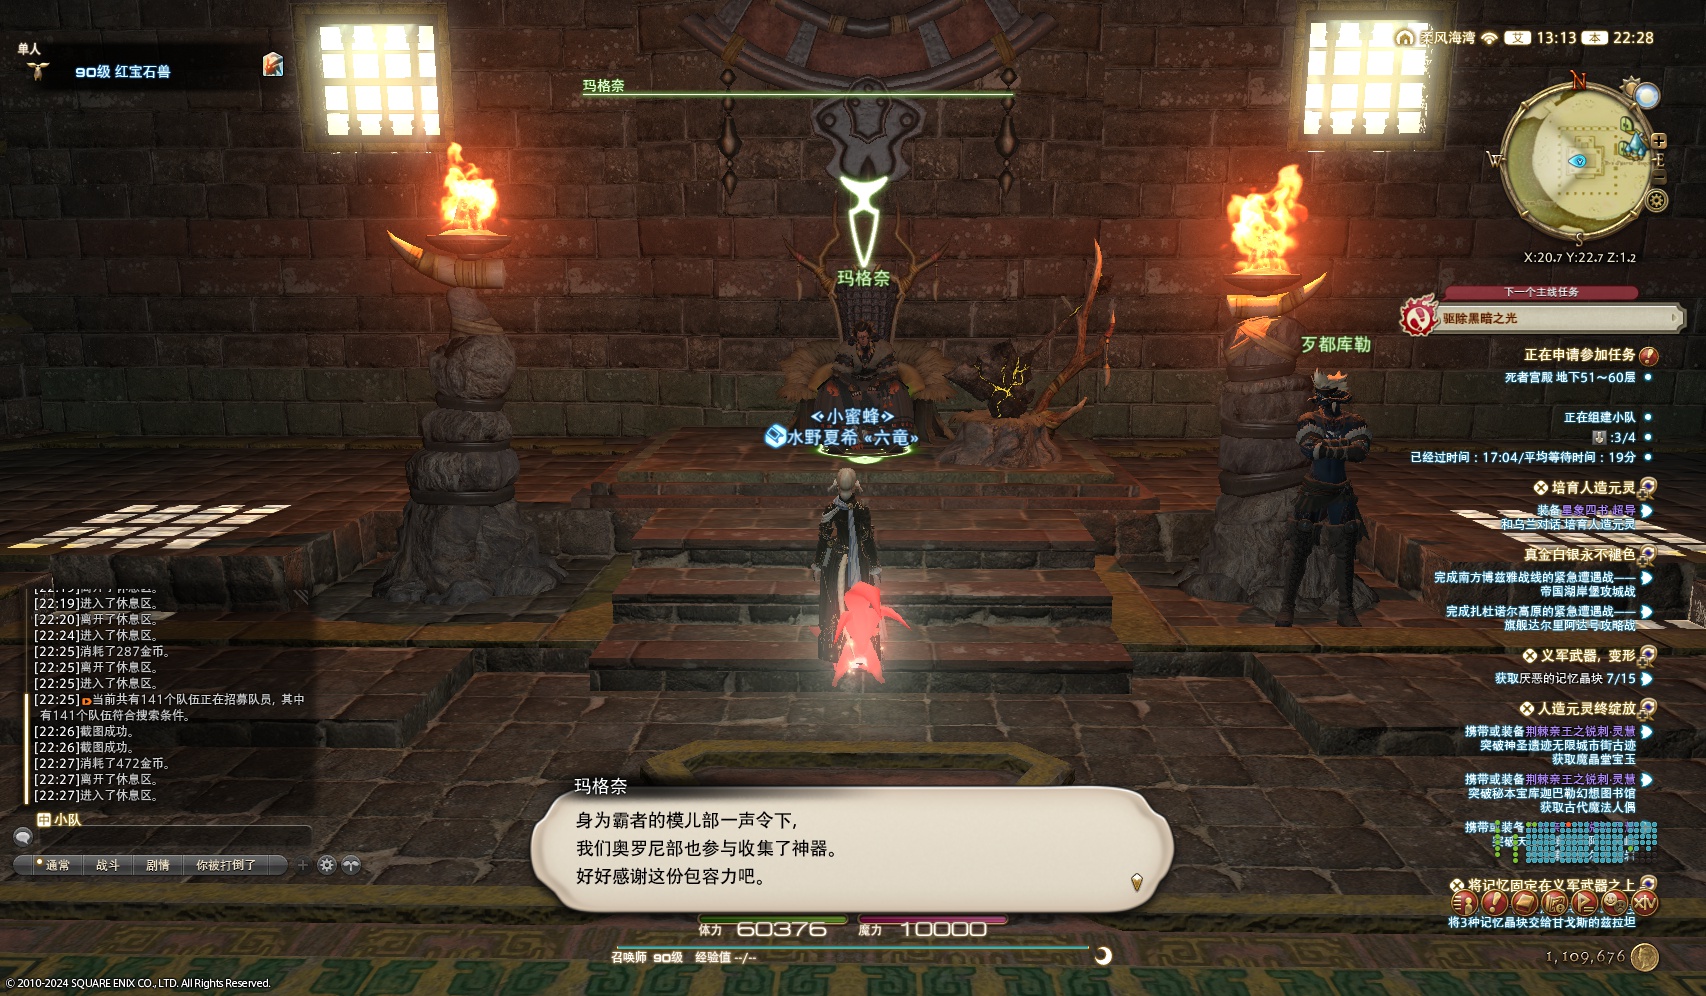 单人
90级 红宝石兽
玛格奈
柔风海湾 艾 13:13 本 22:28
N
W
E
S
X:20.7 Y:22.7 Z:1.2
下一个主线任务
驱除黑暗之光
正在申请参加任务
死者宫殿 地下51～60层
正在组建小队
:3/4
已经过时间：17:04/平均等待时间：19分
培育人造元灵
装备星象四书·超导
和乌兰对话 培育人造元灵
真金白银永不褪色
完成南方博兹雅战线的紧急遭遇战——
帝国湖岸堡攻城战
完成扎杜诺尔高原的紧急遭遇战——
旗舰达尔里阿达号攻略战
义军武器，变形
获取厌恶的记忆晶块 7/15
人造元灵终绽放
携带或装备荆棘亲王之锐刺·灵慧
突破神圣遗迹无限城市街古迹
获取魔晶堂宝玉
携带或装备荆棘亲王之锐刺·灵慧
突破秘本宝库迦巴勒幻想图书馆
获取古代魔法人偶
携带或装备
将记忆固定在义军武器之上
将3种记忆晶块交给甘戈斯的兹拉坦
1,109,676
玛格奈
歹都库勒
小蜜蜂
水野夏希 «六竜»
[22:19]离开了休息区。
[22:19]进入了休息区。
[22:20]离开了休息区。
[22:24]进入了休息区。
[22:25]消耗了287金币。
[22:25]离开了休息区。
[22:25]进入了休息区。
[22:25]当前共有141个队伍正在招募队员, 其中
有141个队伍符合搜索条件。
[22:26]截图成功。
[22:26]截图成功。
[22:27]消耗了472金币。
[22:27]离开了休息区。
[22:27]进入了休息区。
小队
通常 战斗 剧情 你被打倒了
玛格奈
身为霸者的模儿部一声令下,
我们奥罗尼部也参与收集了神器。
好好感谢这份包容力吧。
体力 60376 魔力 10000
召唤师 90级 经验值 --/--
© 2010-2024 SQUARE ENIX CO., LTD. All Rights Reserved.